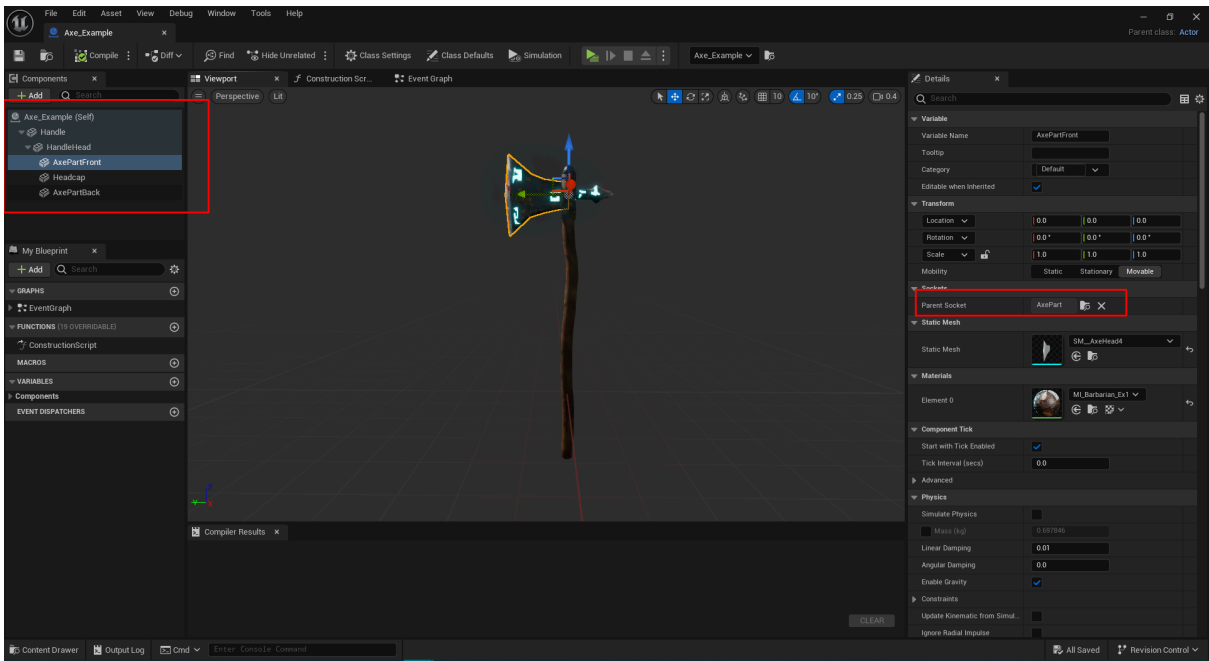 File Edit Asset View Debug Window Tools Help
Axe_Example
Parent class: Actor
Compile
Diff
Find
Hide Unrelated
Class Settings
Class Defaults
Simulation
Axe_Example
Components
+ Add
Search
Axe_Example (Self)
Handle
HandleHead
AxePartFront
Headcap
AxePartBack
My Blueprint
+ Add
Search
GRAPHS
EventGraph
FUNCTIONS (19 OVERRIDABLE)
ConstructionScript
MACROS
VARIABLES
Components
EVENT DISPATCHERS
Viewport
Construction Scr...
Event Graph
Perspective
Lit
10
10°
0.25
0.4
Compiler Results
CLEAR
Details
Search
Variable
Variable Name AxePartFront
Tooltip
Category Default
Editable when Inherited
Transform
Location 0.0 0.0 0.0
Rotation 0.0° 0.0° 0.0°
Scale 1.0 1.0 1.0
Mobility Static Stationary Movable
Sockets
Parent Socket AxePart
Static Mesh
Static Mesh SM__AxeHead4
Materials
Element 0 MI_Barbarian_Ex1
Component Tick
Start with Tick Enabled
Tick Interval (secs) 0.0
Advanced
Physics
Simulate Physics
Mass (kg) 0.697846
Linear Damping 0.01
Angular Damping 0.0
Enable Gravity
Constraints
Update Kinematic from Simul...
Ignore Radial Impulse
Content Drawer
Output Log
Cmd
Enter Console Command
All Saved
Revision Control